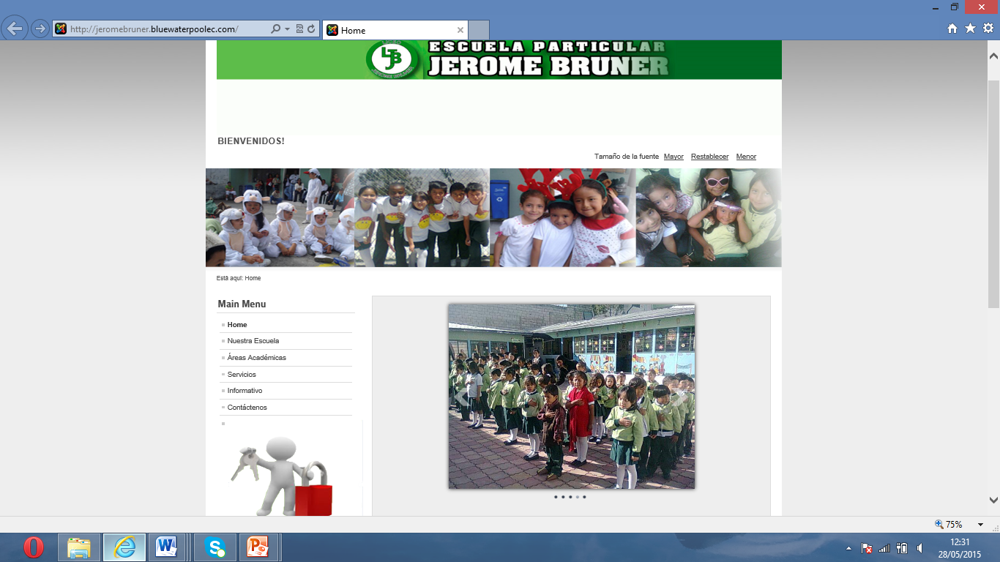 http://jeromebruner.bluewaterpoolec.com/
Home
ESCUELA PARTICULAR
LJB
JEROME BRUNER
BIENVENIDOS!
Tamaño de la fuente Mayor Restablecer Menor
Está aquí: Home
Main Menu
Home
Nuestra Escuela
Áreas Académicas
Servicios
Informativo
Contáctenos
75%
12:31
28/05/2015